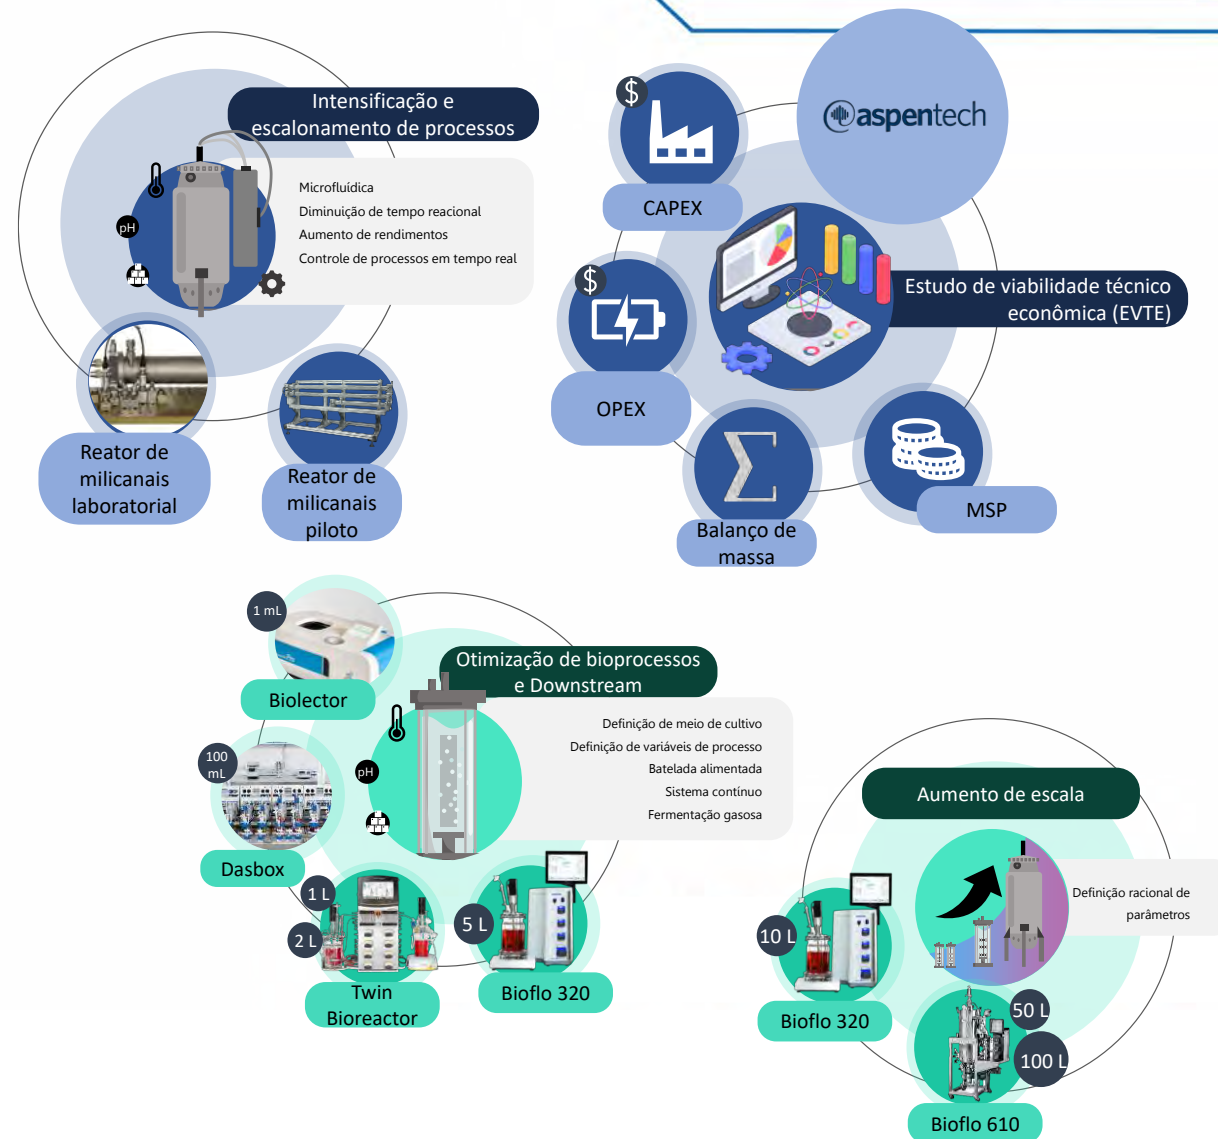 Intensificação e
escalonamento de processos
Microfluídica
Diminuição de tempo reacional
Aumento de rendimentos
Controle de processos em tempo real
pH
Reator de
milicanais
laboratorial
Reator de
milicanais
piloto
aspentech
$
CAPEX
$
OPEX
Estudo de viabilidade técnico
econômica (EVTE)
Balanço de
massa
MSP
1 mL
Biolector
Otimização de bioprocessos
e Downstream
Definição de meio de cultivo
Definição de variáveis de processo
Batelada alimentada
Sistema contínuo
Fermentação gasosa
pH
100
mL
Dasbox
1 L
2 L
Twin
Bioreactor
5 L
Bioflo 320
Aumento de escala
Definição racional de
parâmetros
10 L
Bioflo 320
50 L
100 L
Bioflo 610